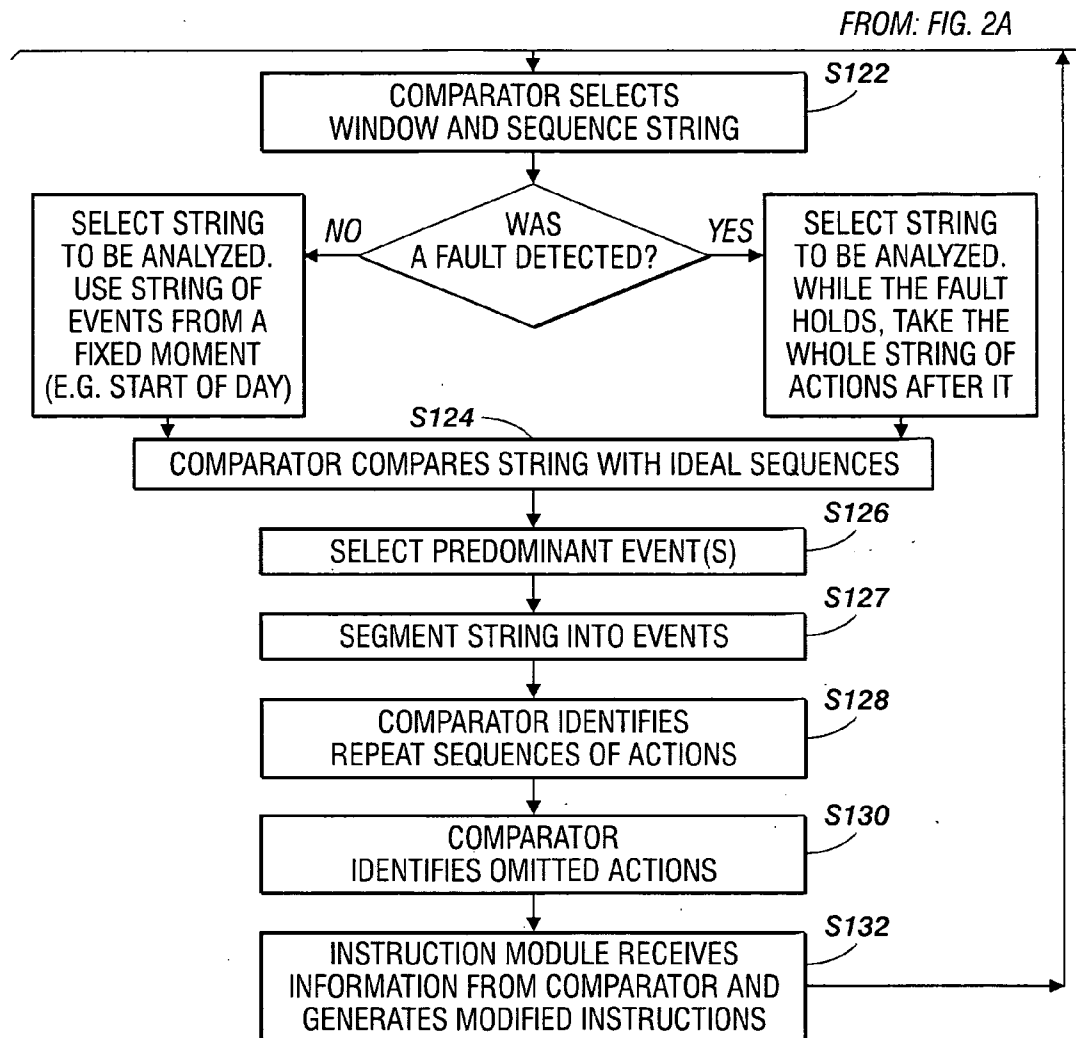 FROM: FIG. 2A
S122
COMPARATOR SELECTS
WINDOW AND SEQUENCE STRING
WAS
A FAULT DETECTED?
NO
YES
SELECT STRING
TO BE ANALYZED.
USE STRING OF
EVENTS FROM A
FIXED MOMENT
(E.G. START OF DAY)
SELECT STRING
TO BE ANALYZED.
WHILE THE FAULT
HOLDS, TAKE THE
WHOLE STRING OF
ACTIONS AFTER IT
S124
COMPARATOR COMPARES STRING WITH IDEAL SEQUENCES
S126
SELECT PREDOMINANT EVENT(S)
S127
SEGMENT STRING INTO EVENTS
S128
COMPARATOR IDENTIFIES
REPEAT SEQUENCES OF ACTIONS
S130
COMPARATOR
IDENTIFIES OMITTED ACTIONS
S132
INSTRUCTION MODULE RECEIVES
INFORMATION FROM COMPARATOR AND
GENERATES MODIFIED INSTRUCTIONS